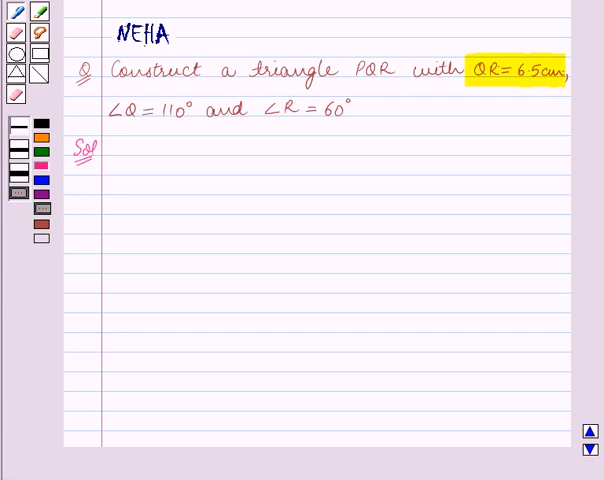 NEHA
Q Construct a triangle PQR with QR = 6.5cm,
∠Q = 110° and ∠R = 60°
Sol